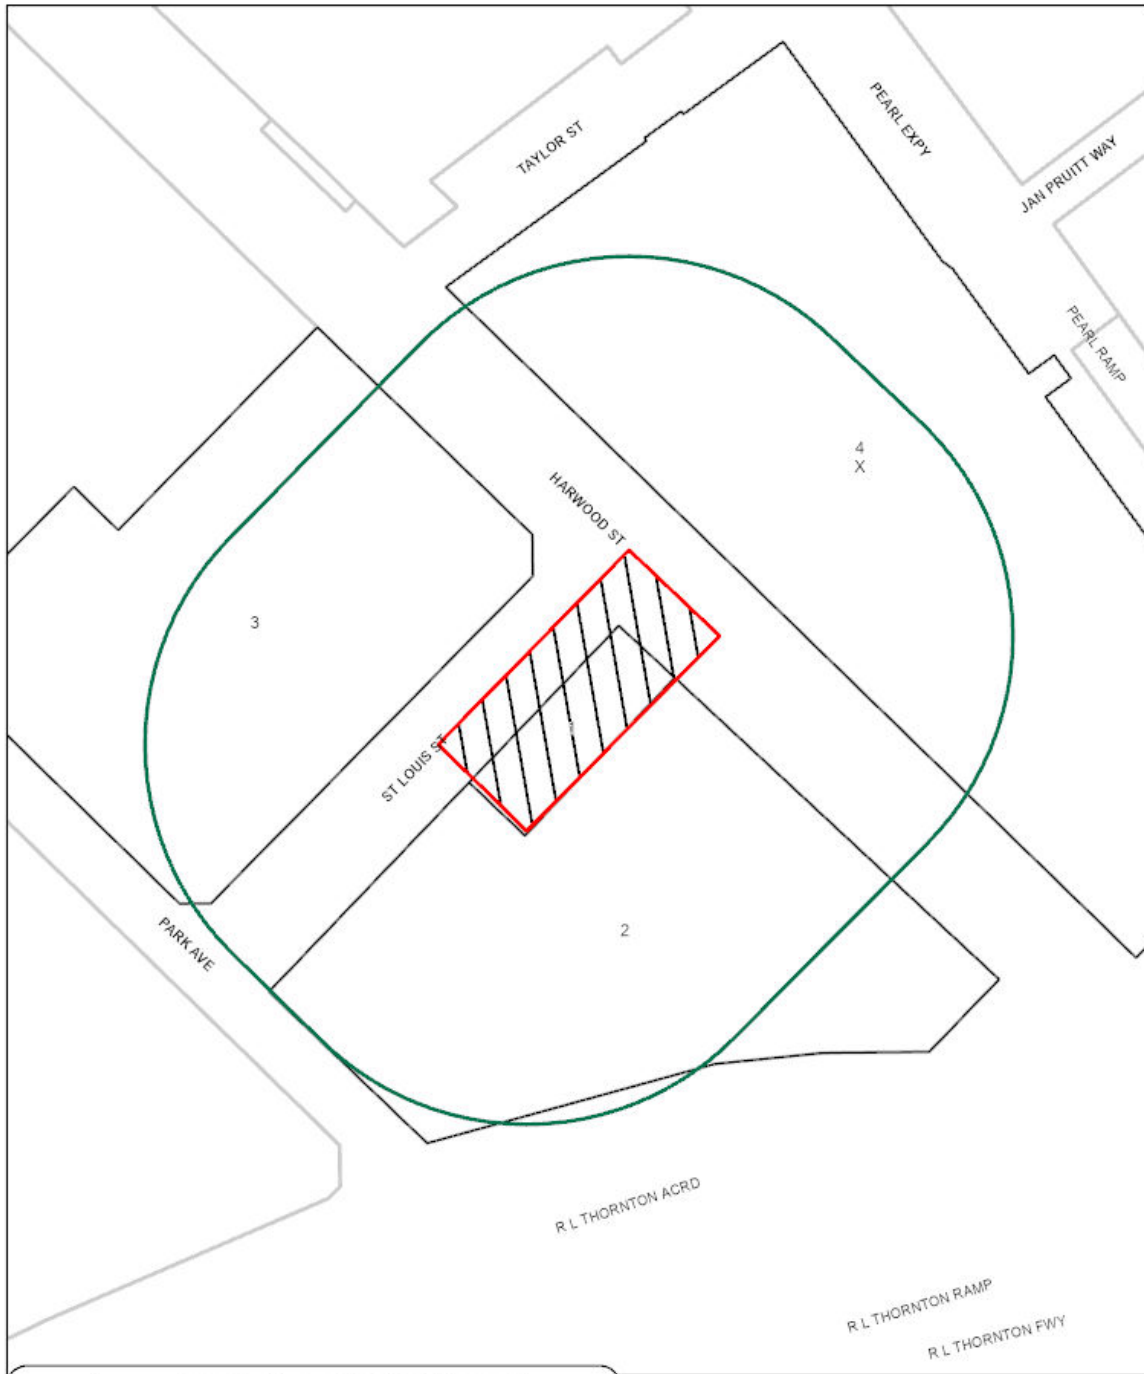 PEARL EXPY
TAYLOR ST
JAN PRUITT WAY
PEARL RAMP
4
X
HARWOOD ST
3
ST LOUIS ST
PARK AVE
2
R L THORNTON ACRD
R L THORNTON RAMP
R L THORNTON FWY